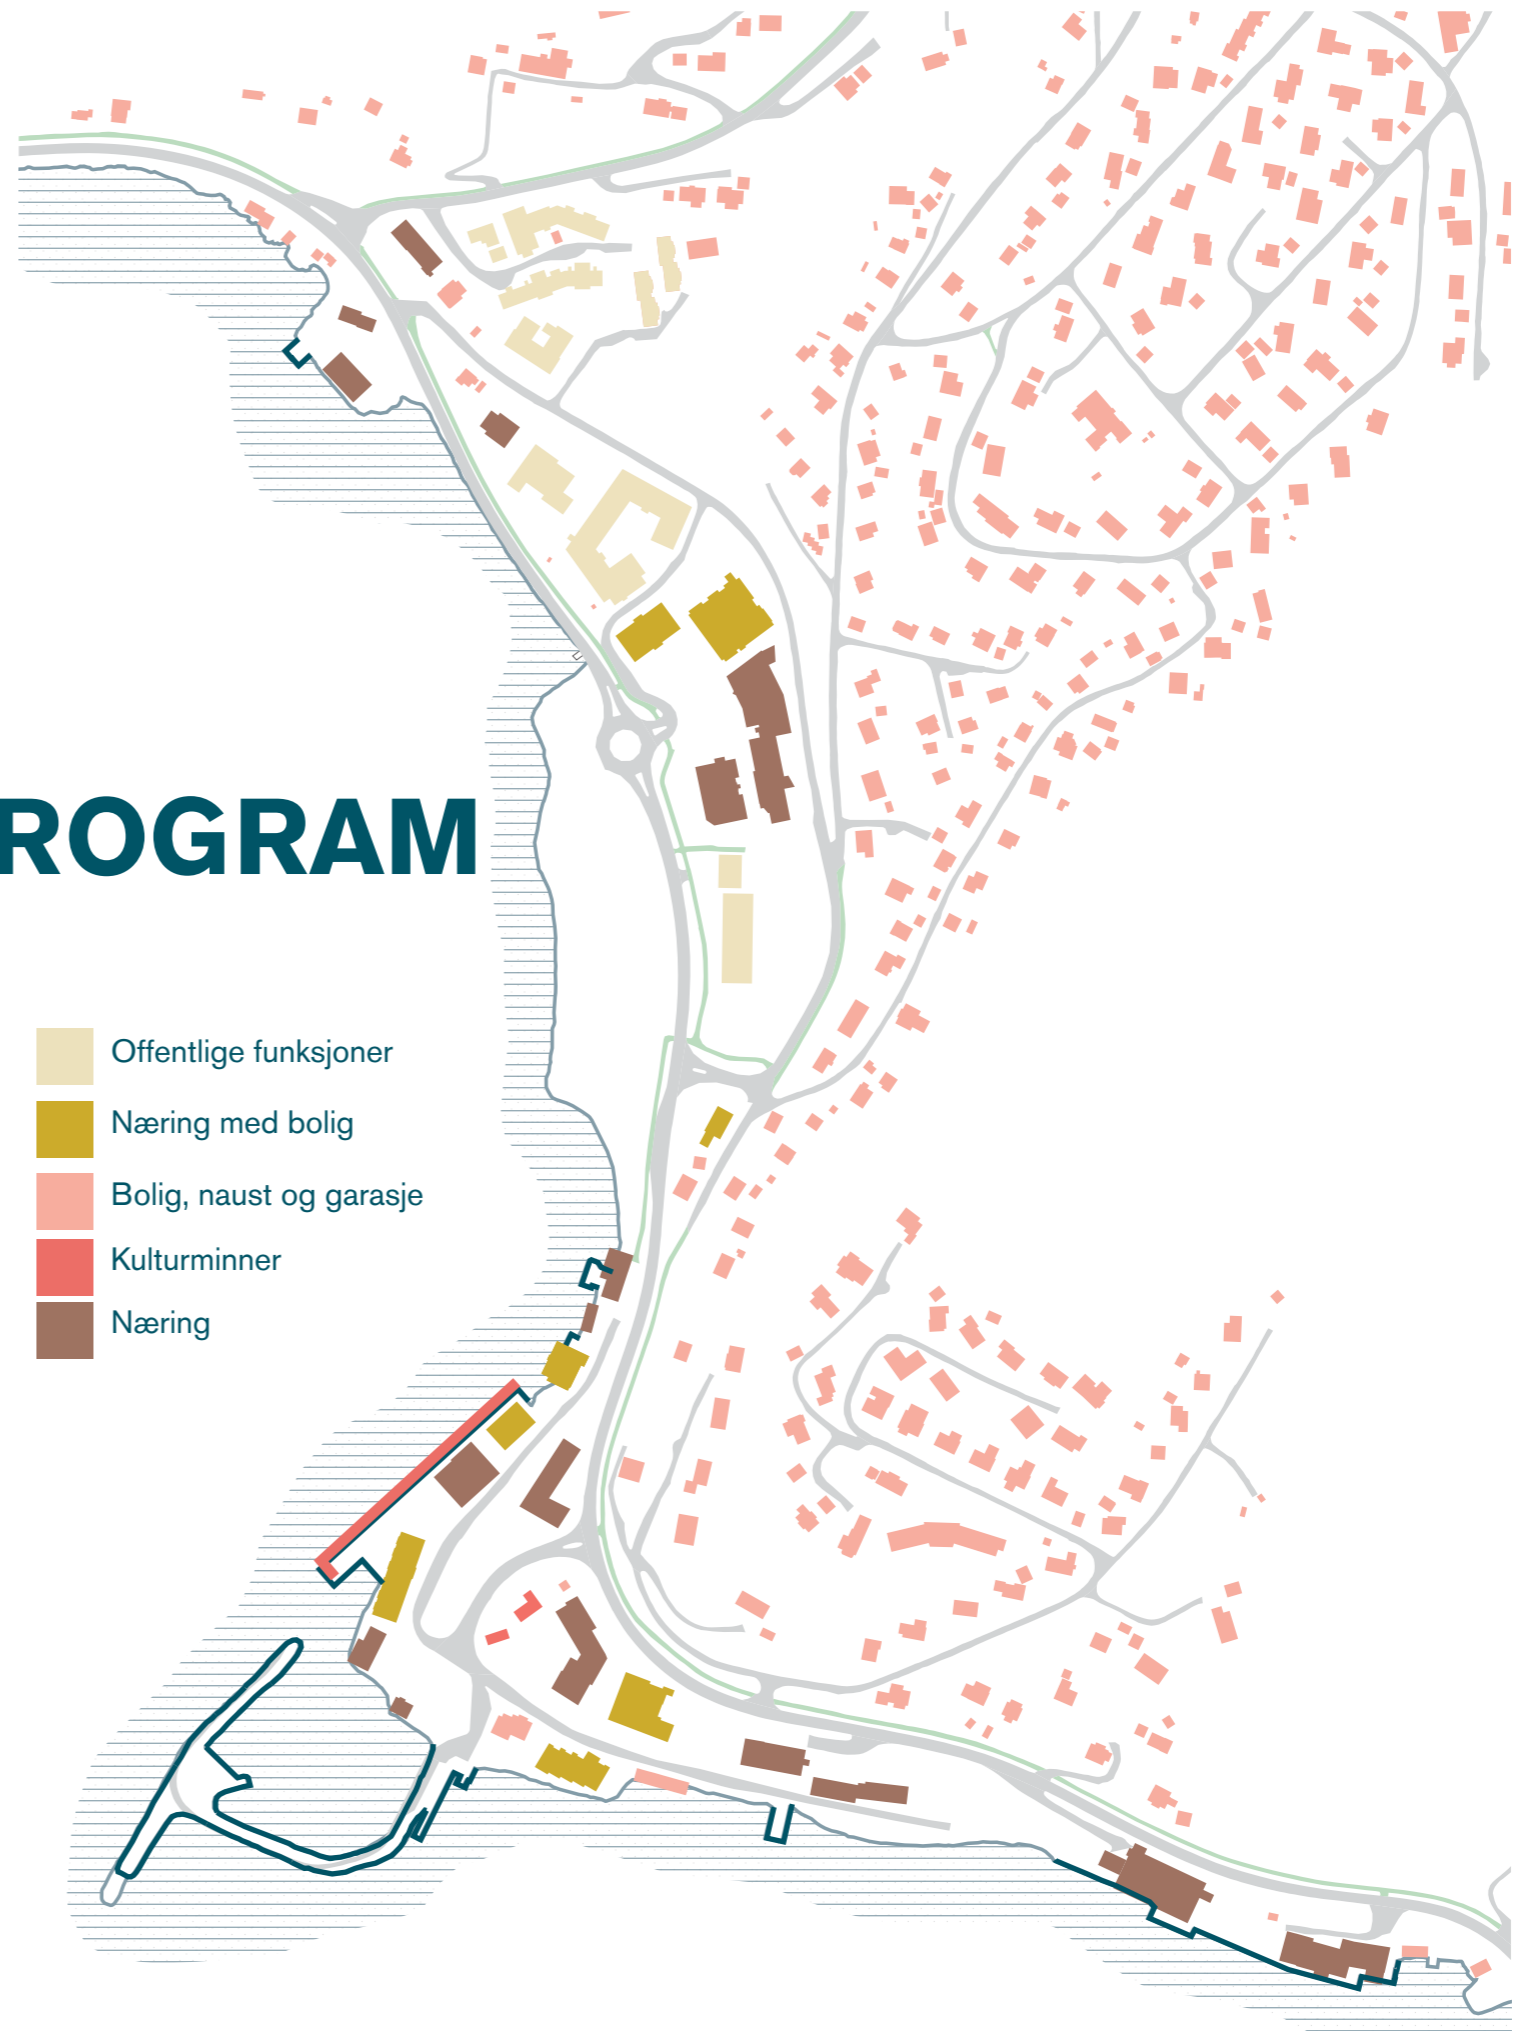 ROGRAM
Offentlige funksjoner
Næring med bolig
Bolig, naust og garasje
Kulturminner
Næring